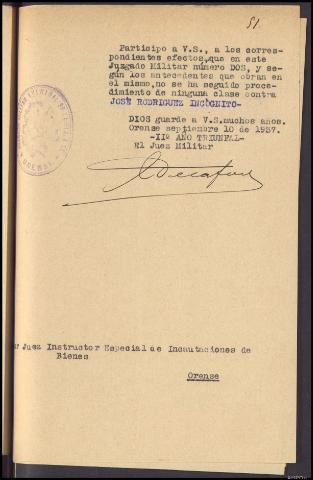 51.
Participo a V.S., a los corres-
pondientes efectos, que en este
Juzgado Militar número DOS, y se-
gún los antecedentes que obran en
el mismo, no se ha seguido proce-
dimiento de ninguna clase contra
JOSÉ RODRIGUEZ INCÓGNITO-
DIOS guarde a V.S.muchos años.
Orense septiembre 10 de 1937.
-IIº AÑO TRIUNFAL-
El Juez Militar
Juez Instructor Especial de Incautaciones de
Bienes
Orense